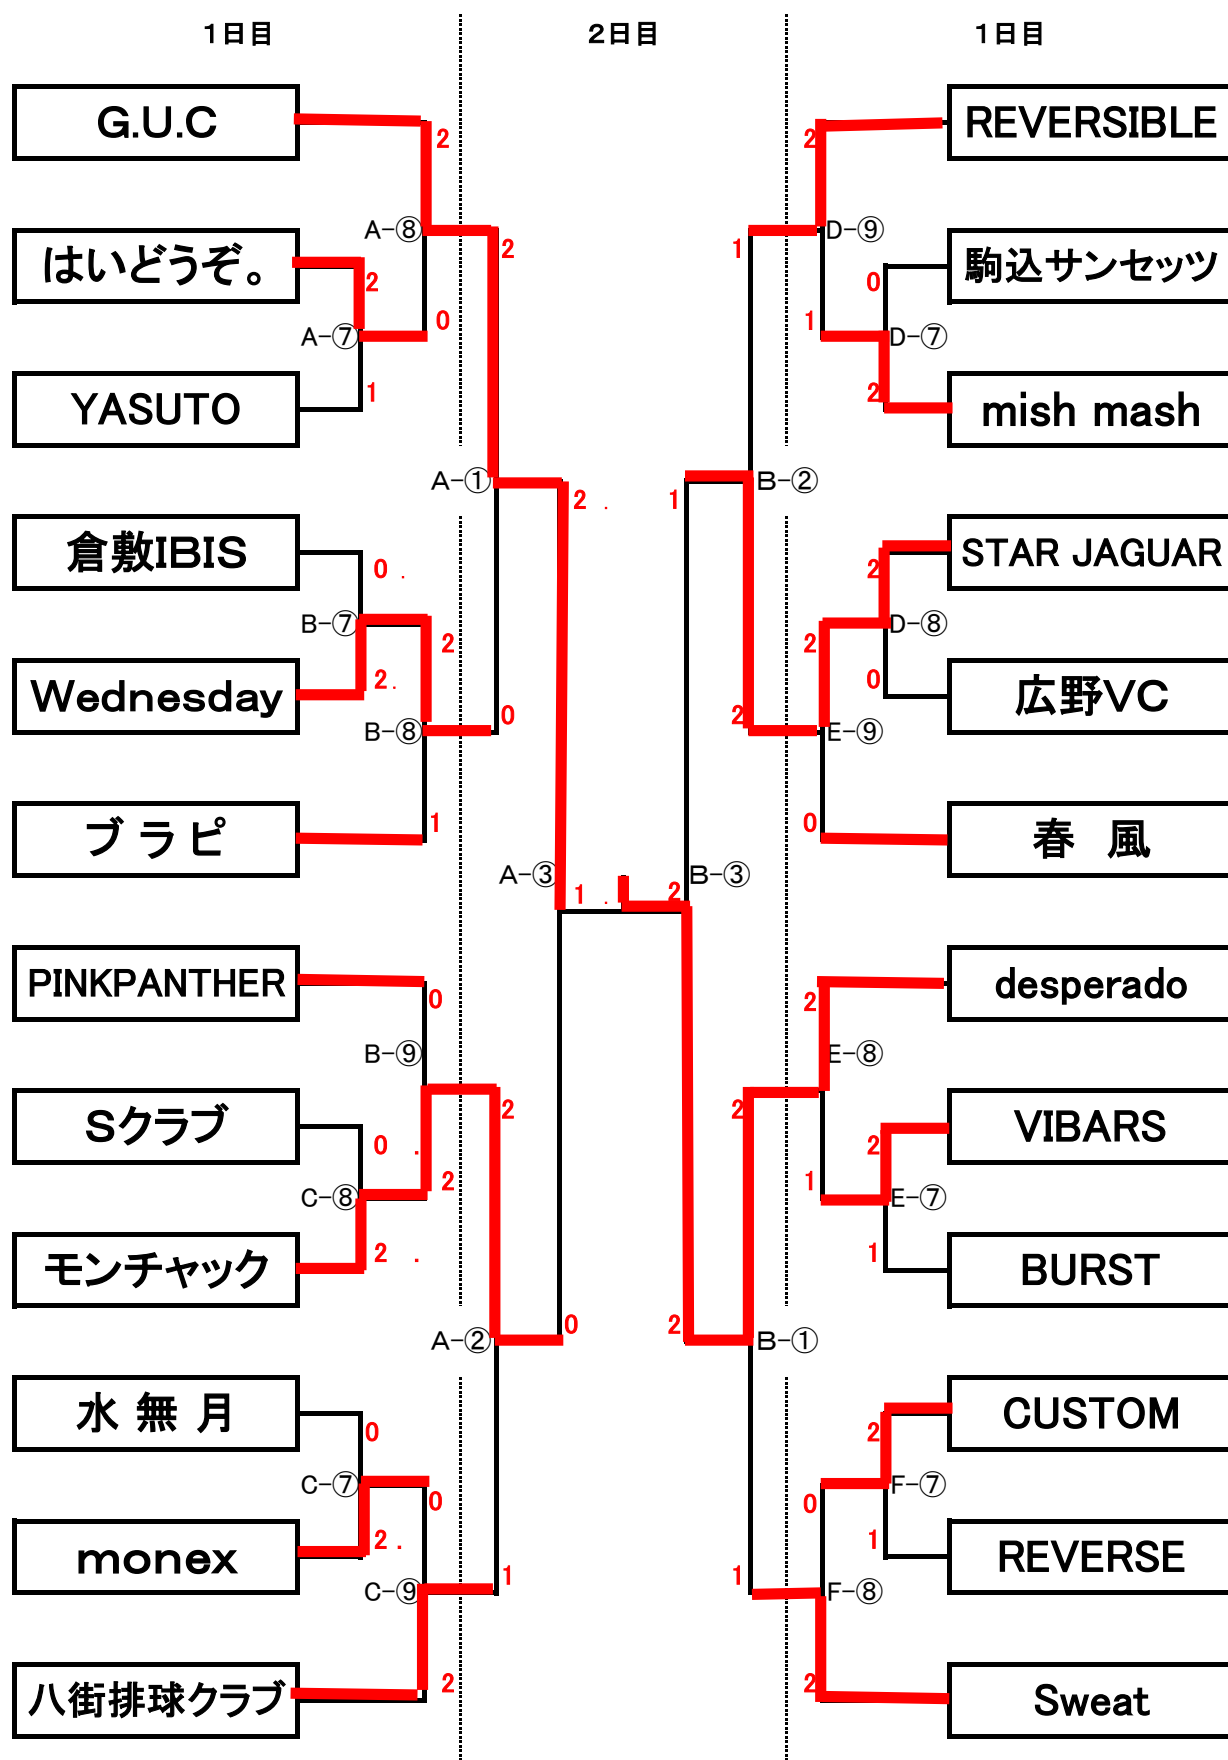 1日目 2日目 1日目
G.U.C 2 2 REVERSIBLE
A-⑧ D-⑨
はいどうぞ。 2 2 1 0 駒込サンセッツ
A-⑦ 0 1 D-⑦
YASUTO 1 2 mish mash
A-① B-②
2 . 1
倉敷IBIS 0 . 2 STAR JAGUAR
B-⑦ D-⑧
2 2
Wednesday 2. 0 広野VC
0 2
B-⑧ E-⑨
ブラピ 1 0 春 風
A-③ B-③
1 . 2
PINKPANTHER 0 2 desperado
B-⑨ E-⑧
Sクラブ 2 2 VIBARS
0 . 2
C-⑧ 2 1 E-⑦
モンチャック 2 . 1 BURST
0 2
A-② B-①
水 無 月 0 2 CUSTOM
C-⑦ F-⑦
0 0
monex 2. 1 REVERSE
C-⑨ 1 1 F-⑧
八街排球クラブ 2 2 Sweat